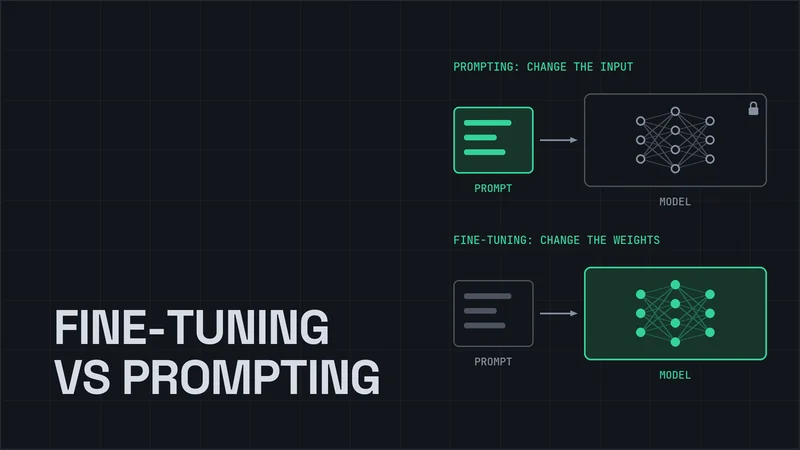 PROMPTING: CHANGE THE INPUT
PROMPT
MODEL
FINE-TUNING: CHANGE THE WEIGHTS
PROMPT
MODEL
FINE-TUNING
VS PROMPTING